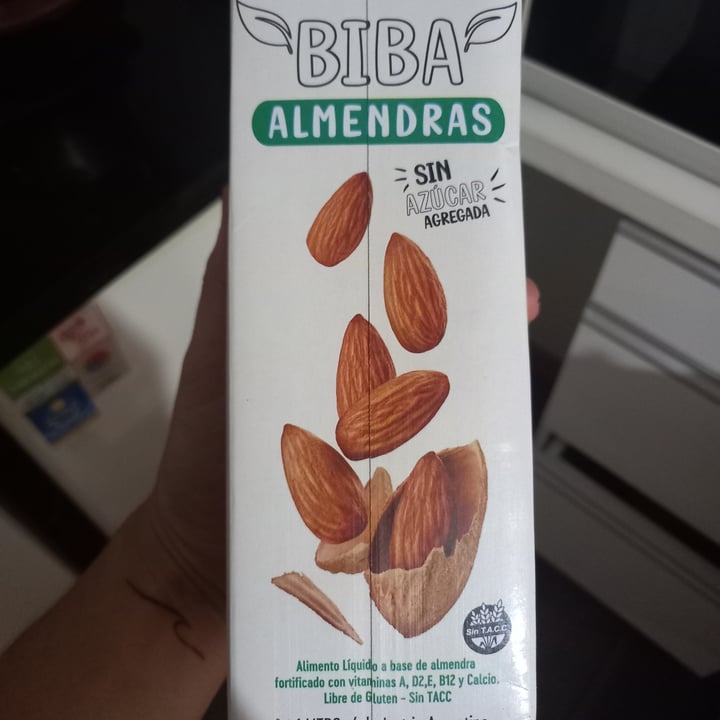 BIBA
ALMENDRAS
SIN
AZÚCAR
AGREGADA
Sin T.A.C.C.
Alimento Líquido a base de almendra
fortificado con vitaminas A, D2,E, B12 y Calcio.
Libre de Gluten - Sin TACC